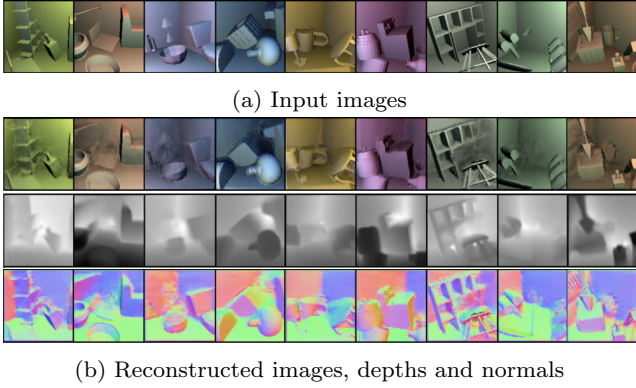 (a) Input images
(b) Reconstructed images, depths and normals